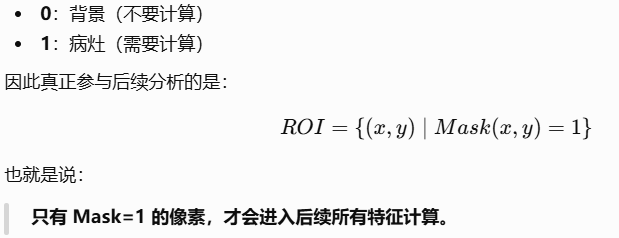 • 0：背景（不要计算）
• 1：病灶（需要计算）
因此真正参与后续分析的是：
ROI = {(x, y) | Mask(x, y) = 1}
也就是说：
只有 Mask=1 的像素，才会进入后续所有特征计算。